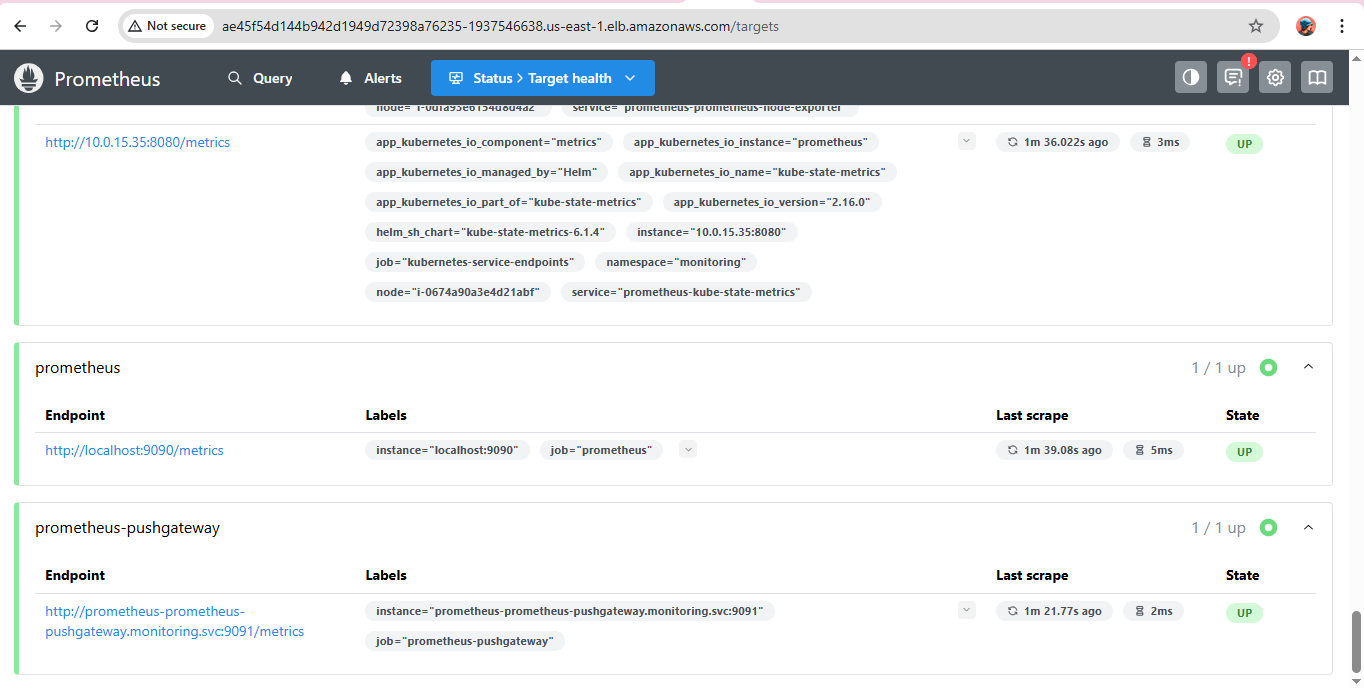 Not secure ae45f54d144b942d1949d72398a76235-1937546638.us-east-1.elb.amazonaws.com/targets
Prometheus Query Alerts Status > Target health !
node="i-0dfa93e6154d8d4a2" service="prometheus-prometheus-node-exporter"
http://10.0.15.35:8080/metrics app_kubernetes_io_component="metrics" app_kubernetes_io_instance="prometheus" 1m 36.022s ago 3ms UP
app_kubernetes_io_managed_by="Helm" app_kubernetes_io_name="kube-state-metrics"
app_kubernetes_io_part_of="kube-state-metrics" app_kubernetes_io_version="2.16.0"
helm_sh_chart="kube-state-metrics-6.1.4" instance="10.0.15.35:8080"
job="kubernetes-service-endpoints" namespace="monitoring"
node="i-0674a90a3e4d21abf" service="prometheus-kube-state-metrics"
prometheus 1 / 1 up
Endpoint Labels Last scrape State
http://localhost:9090/metrics instance="localhost:9090" job="prometheus" 1m 39.08s ago 5ms UP
prometheus-pushgateway 1 / 1 up
Endpoint Labels Last scrape State
http://prometheus-prometheus- instance="prometheus-prometheus-pushgateway.monitoring.svc:9091" 1m 21.77s ago 2ms UP
pushgateway.monitoring.svc:9091/metrics job="prometheus-pushgateway"